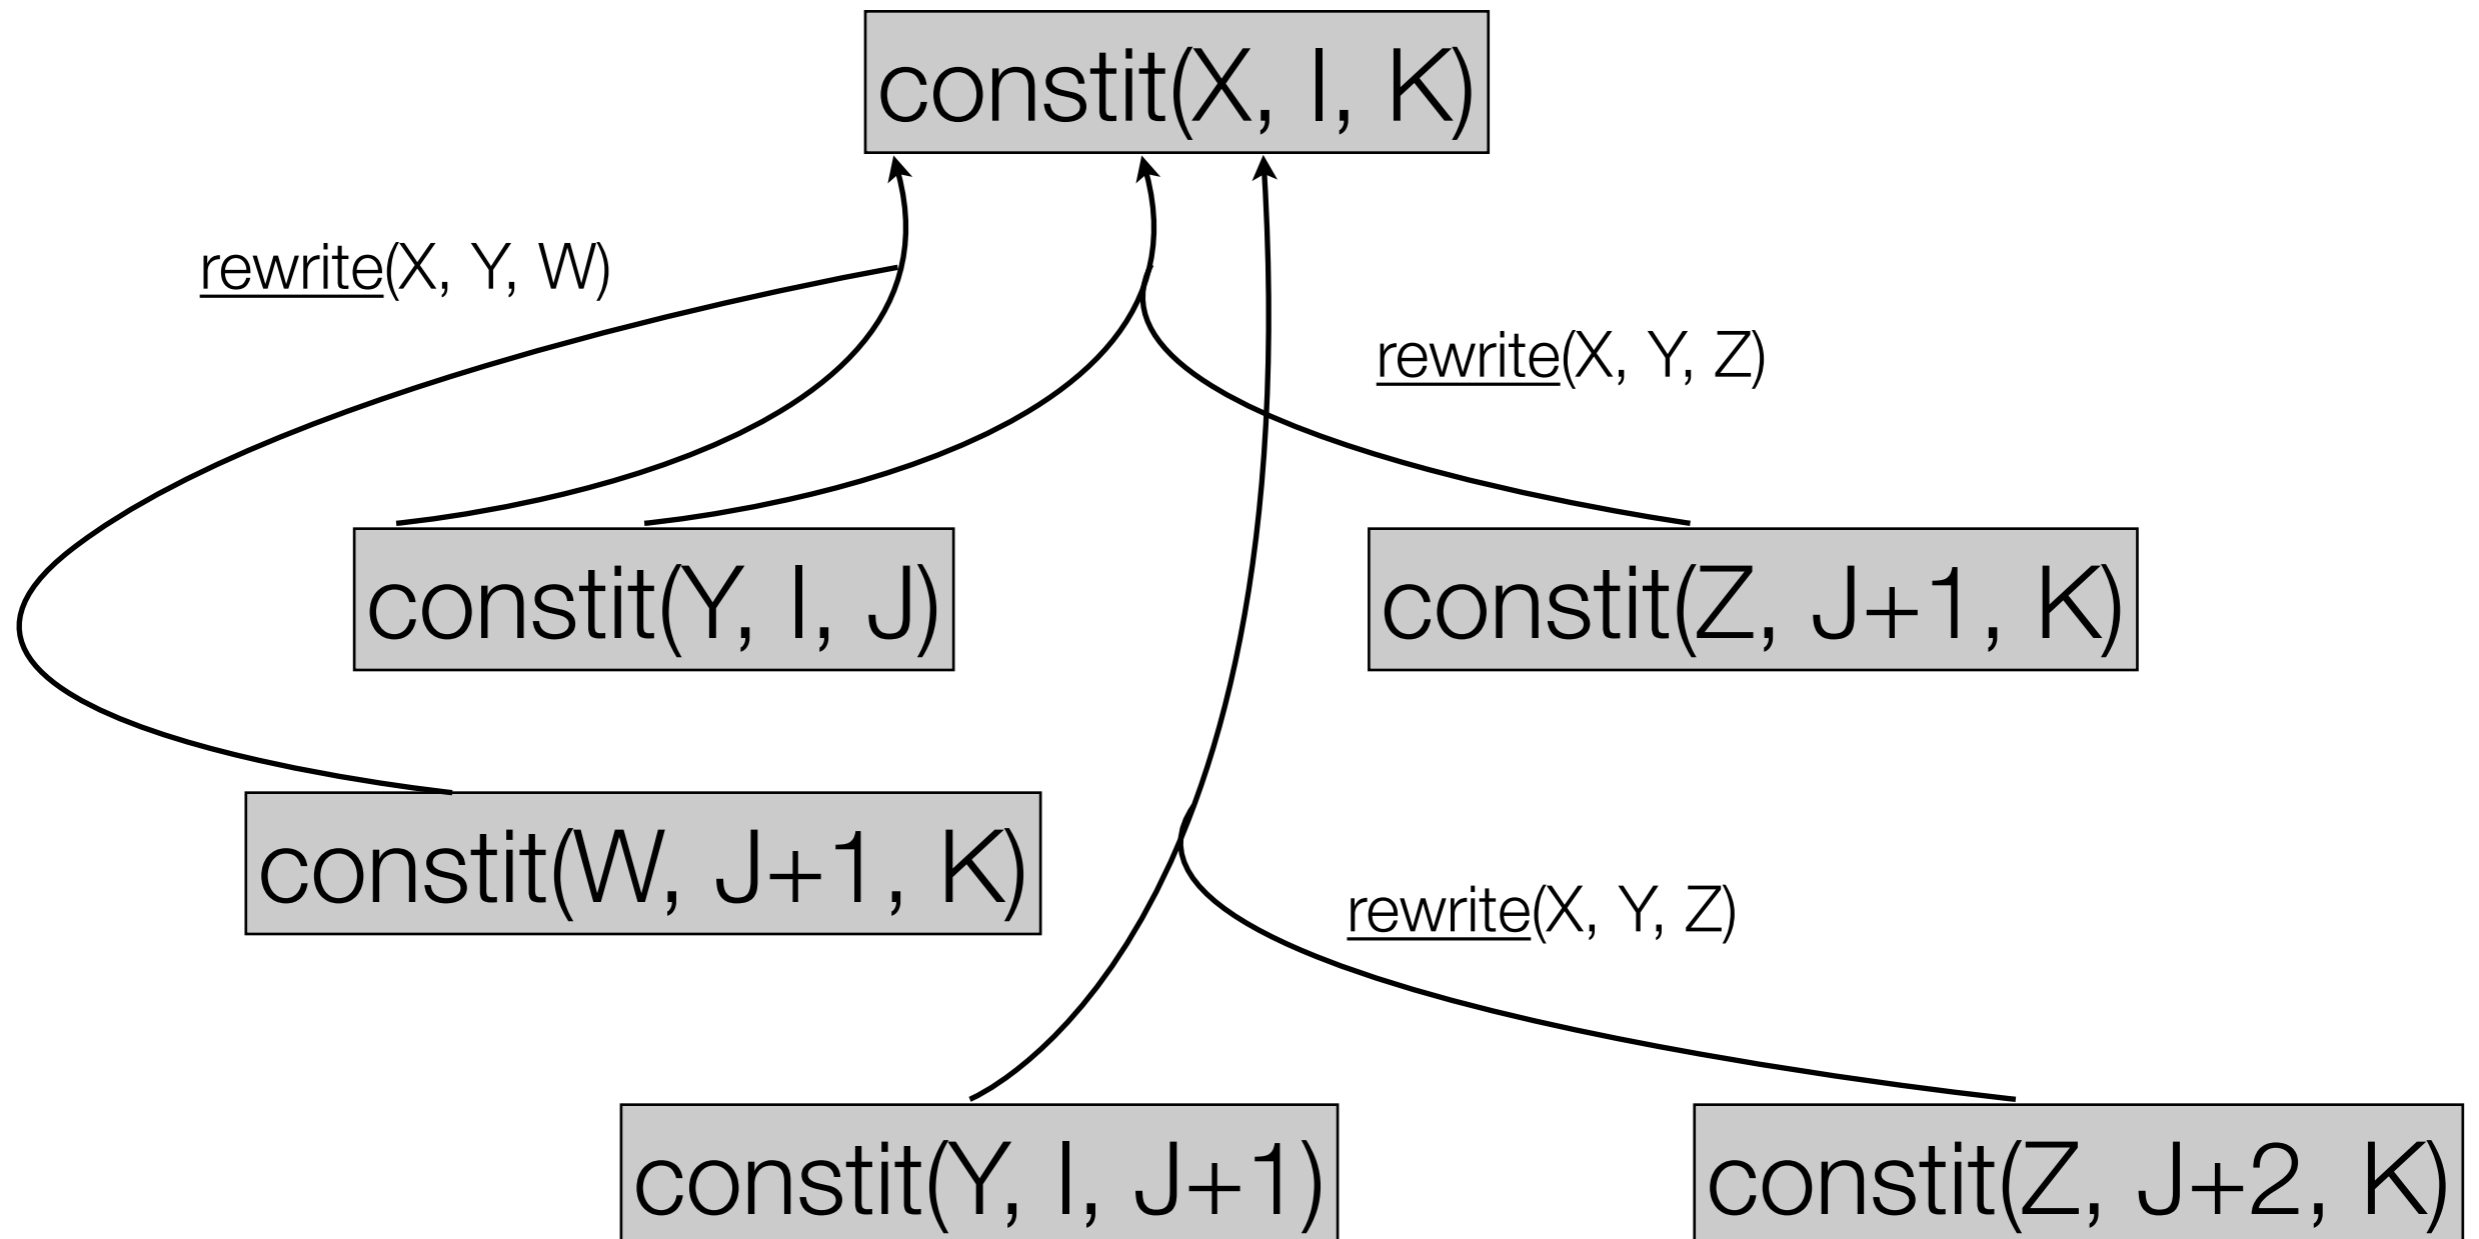 constit(X, I, K)
rewrite(X, Y, W)
rewrite(X, Y, Z)
constit(Y, I, J)
constit(Z, J+1, K)
constit(W, J+1, K)
rewrite(X, Y, Z)
constit(Y, I, J+1)
constit(Z, J+2, K)